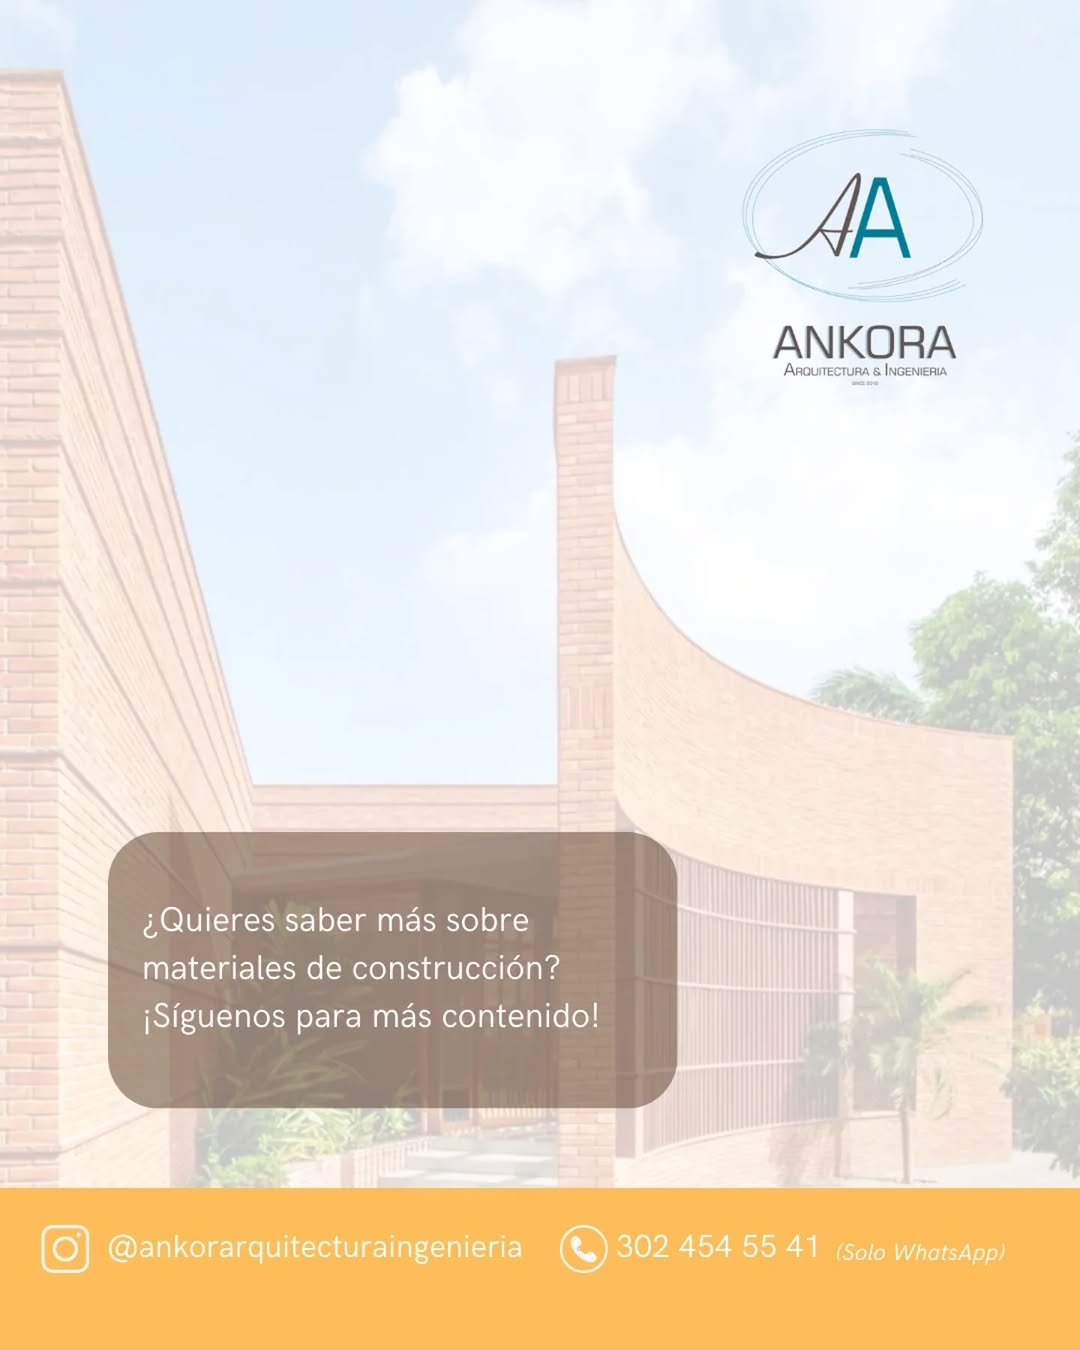 AA
ANKORA
ARQUITECTURA & INGENIERIA
¿Quieres saber más sobre
materiales de construcción?
¡Síguenos para más contenido!
@ankorarquitecturaingenieria
302 454 55 41 (Solo WhatsApp)